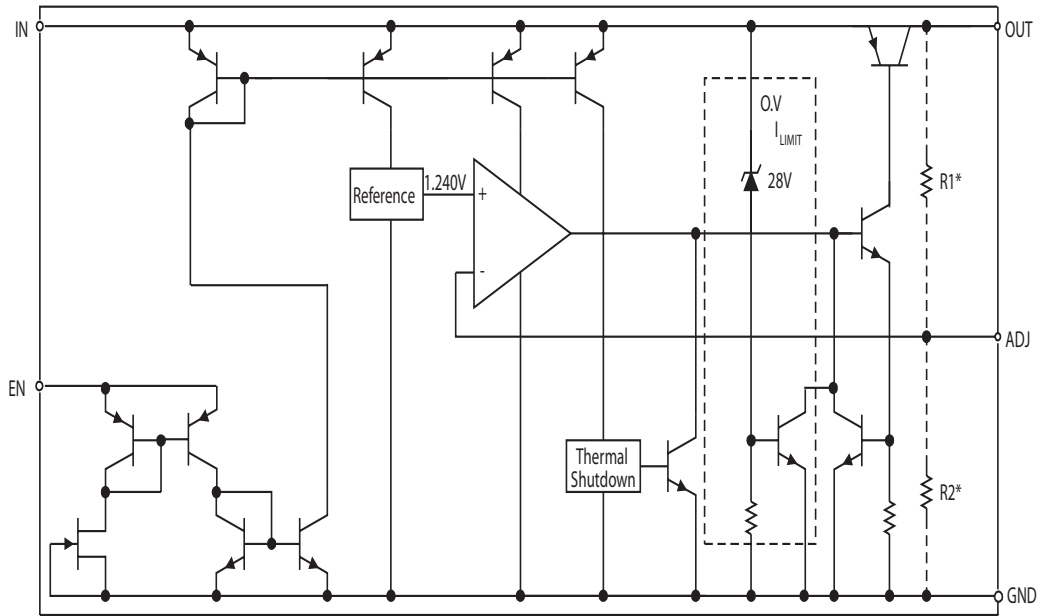 IN
OUT
O.V
I LIMIT
28V
R1*
Reference
1.240V
+
-
ADJ
EN
Thermal
Shutdown
R2*
GND